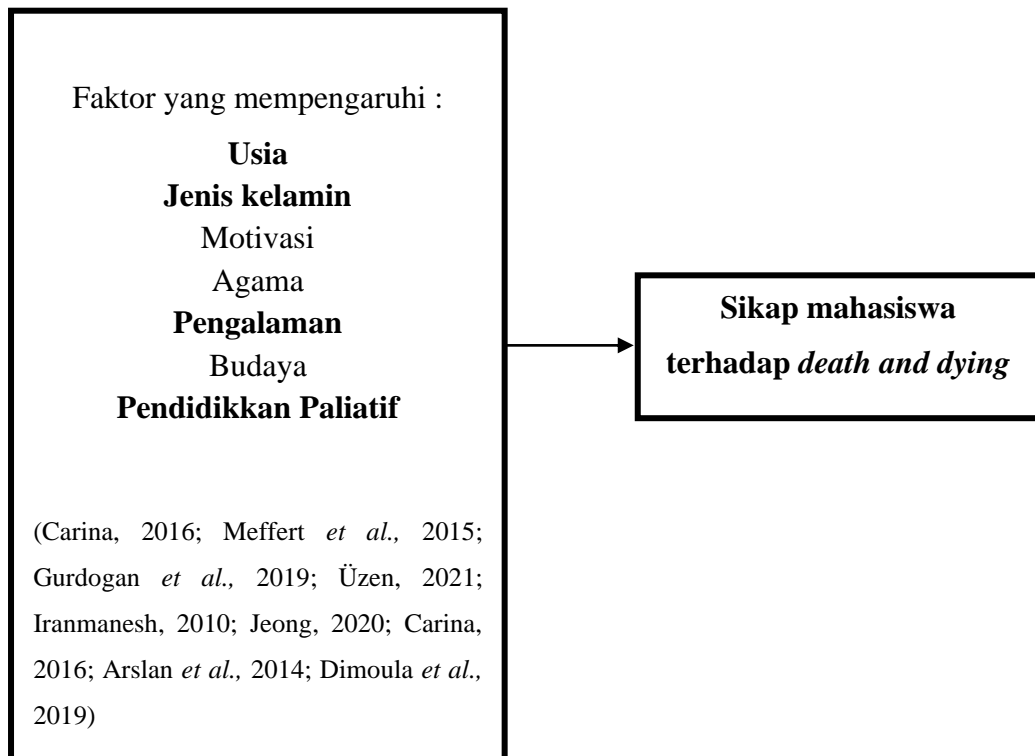 Faktor yang mempengaruhi :
Usia
Jenis kelamin
Motivasi
Agama
Pengalaman
Budaya
Pendidikkan Paliatif
(Carina, 2016; Meffert et al., 2015;
Gurdogan et al., 2019; Üzen, 2021;
Iranmanesh, 2010; Jeong, 2020; Carina,
2016; Arslan et al., 2014; Dimoula et al.,
2019)
Sikap mahasiswa
terhadap death and dying